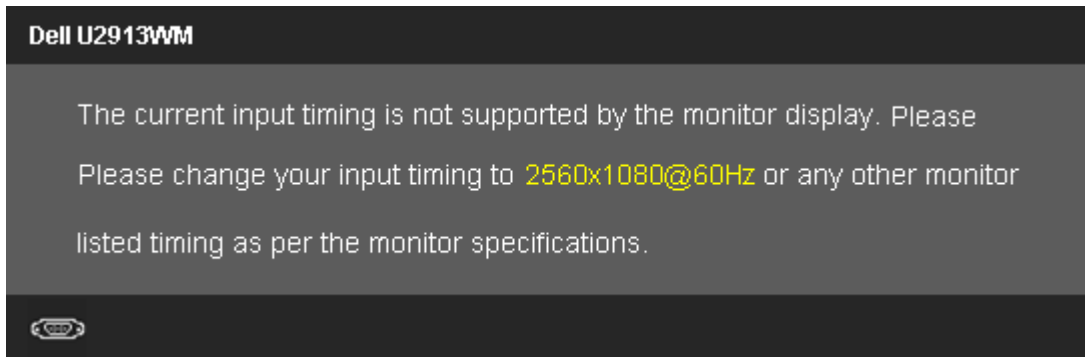 Dell U2913WM
The current input timing is not supported by the monitor display. Please
Please change your input timing to 2560x1080@60Hz or any other monitor
listed timing as per the monitor specifications.